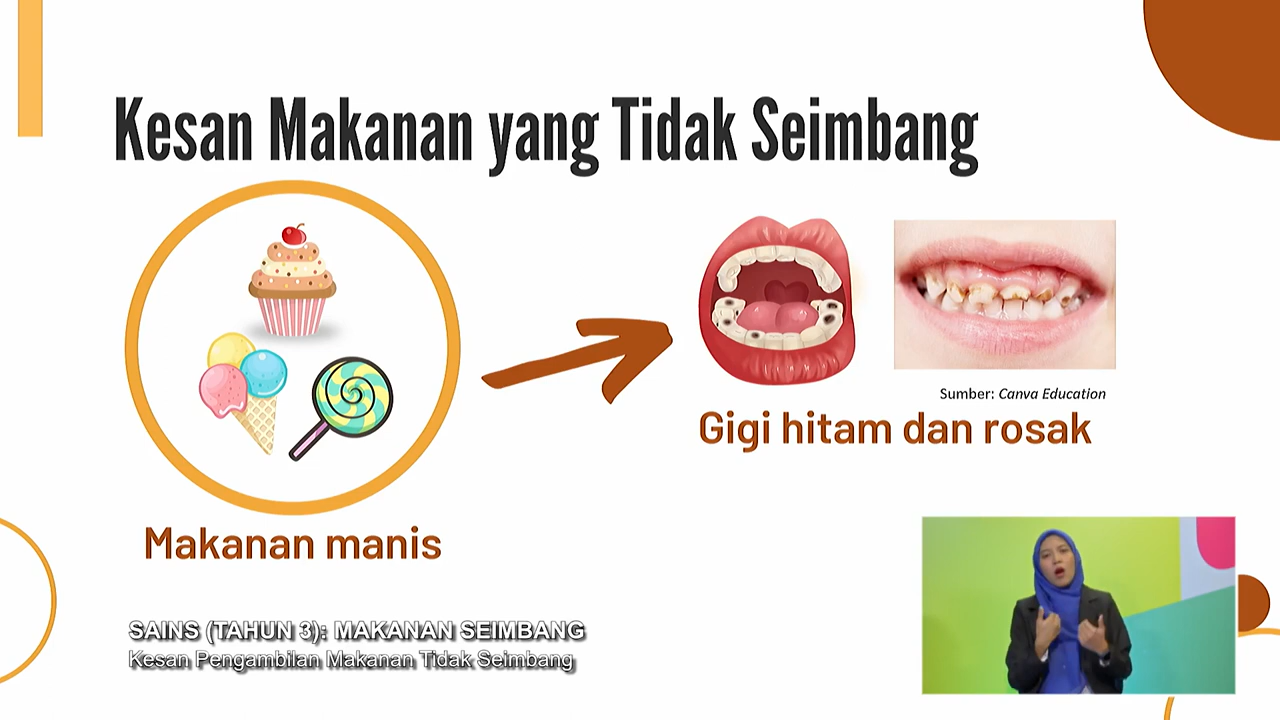 Kesan Makanan yang Tidak Seimbang
Sumber: Canva Education
Gigi hitam dan rosak
Makanan manis
SAINS (TAHUN 3): MAKANAN SEIMBANG
Kesan Pengambilan Makanan Tidak Seimbang